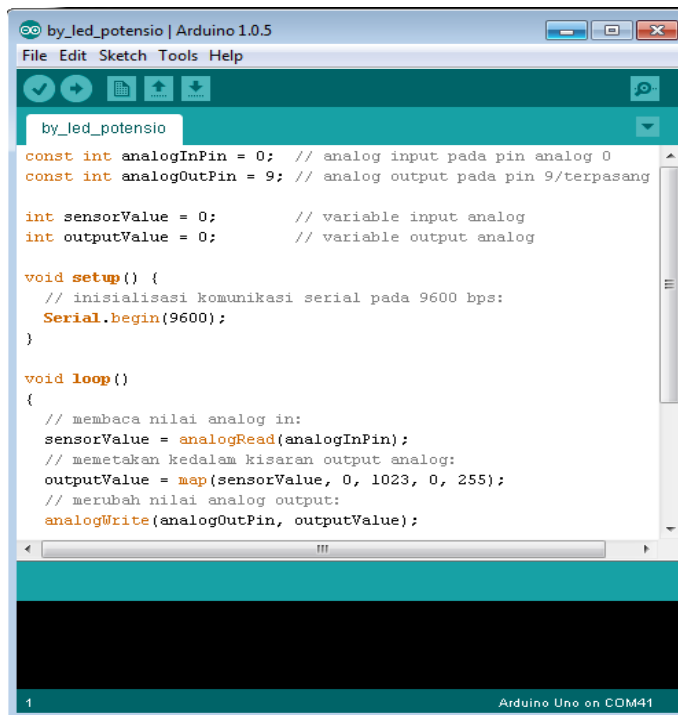 by_led_potensio | Arduino 1.0.5
File Edit Sketch Tools Help
by_led_potensio
const int analogInPin = 0;  // analog input pada pin analog 0
const int analogOutPin = 9; // analog output pada pin 9/terpasang
int sensorValue = 0;        // variable input analog
int outputValue = 0;        // variable output analog
void setup() {
  // inisialisasi komunikasi serial pada 9600 bps:
  Serial.begin(9600);
}
void loop()
{
  // membaca nilai analog in:
  sensorValue = analogRead(analogInPin);
  // memetakan kedalam kisaran output analog:
  outputValue = map(sensorValue, 0, 1023, 0, 255);
  // merubah nilai analog output:
  analogWrite(analogOutPin, outputValue);
1 Arduino Uno on COM41